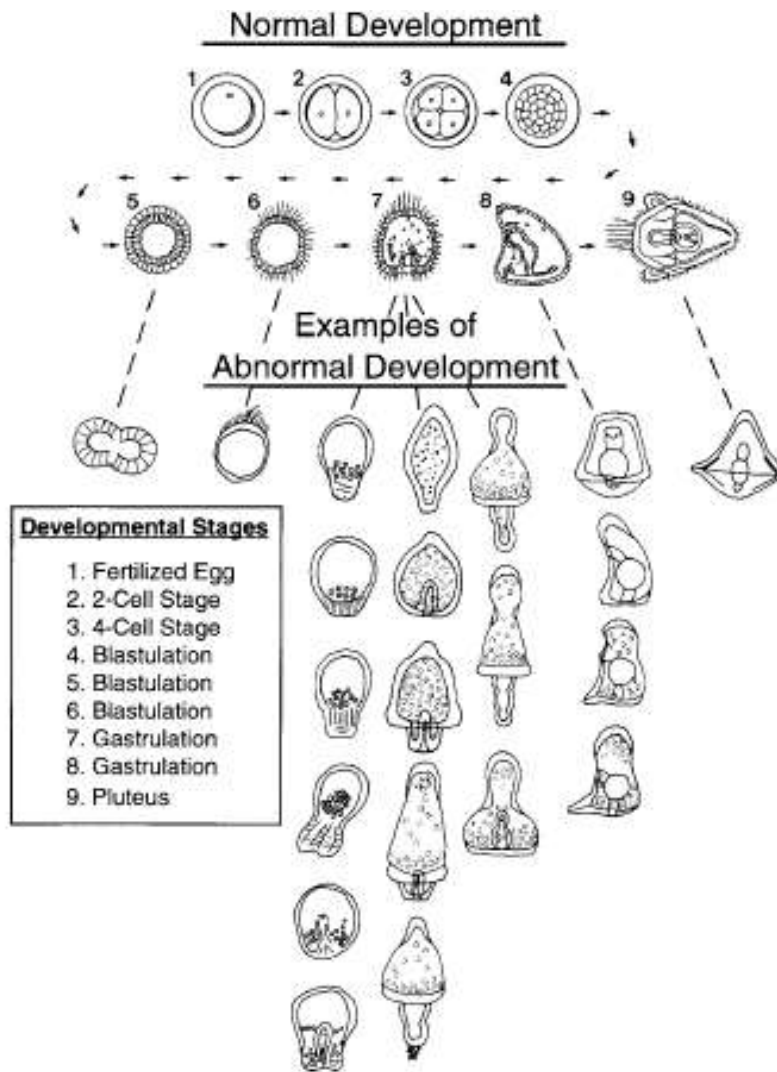 Normal Development
1 2 3 4
5 6 7 8 9
Examples of
Abnormal Development
Developmental Stages
1. Fertilized Egg
2. 2-Cell Stage
3. 4-Cell Stage
4. Blastulation
5. Blastulation
6. Blastulation
7. Gastrulation
8. Gastrulation
9. Pluteus